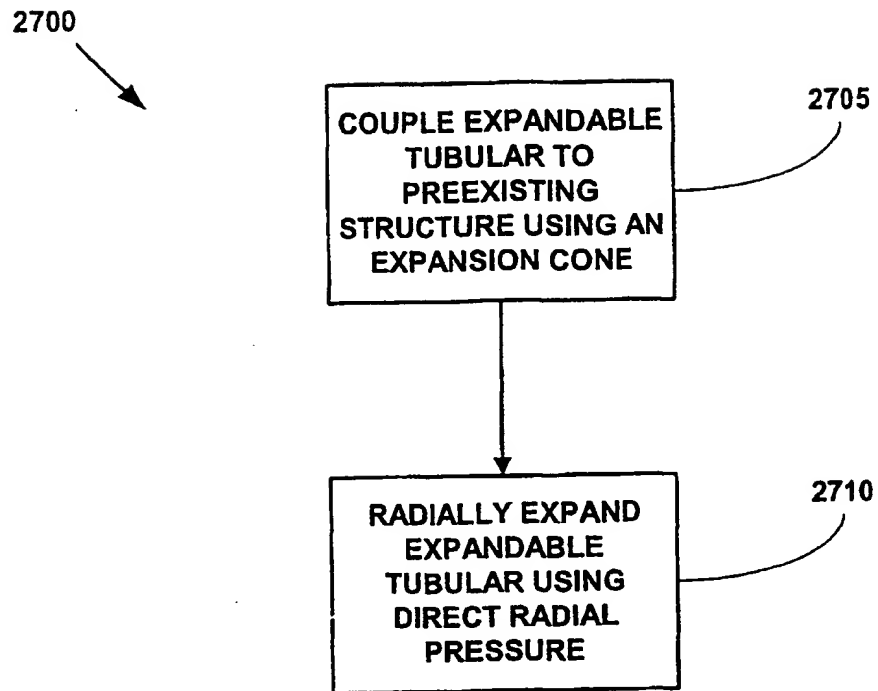 2700
COUPLE EXPANDABLE
TUBULAR TO
PREEXISTING
STRUCTURE USING AN
EXPANSION CONE
2705
RADIALLY EXPAND
EXPANDABLE
TUBULAR USING
DIRECT RADIAL
PRESSURE
2710